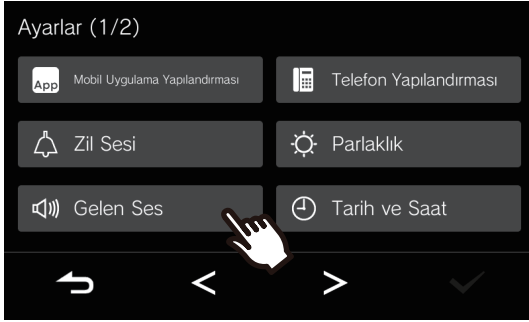 Ayarlar (1/2)
App Mobil Uygulama Yapılandırması
Telefon Yapılandırması
Zil Sesi
Parlaklık
Gelen Ses
Tarih ve Saat